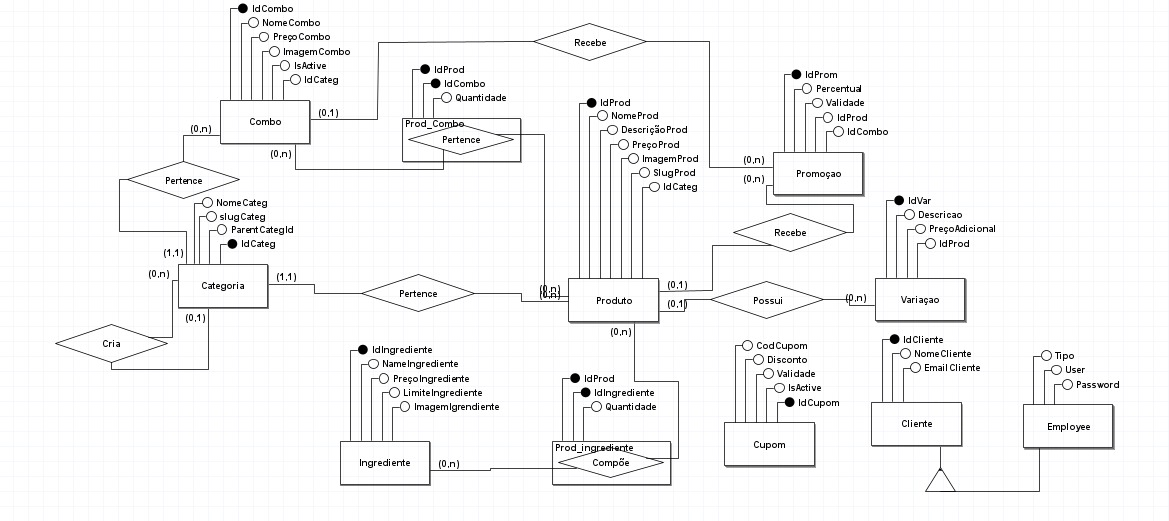 IdCombo
NomeCombo
PreçoCombo
ImagemCombo
IsActive
IdCateg
Combo
(0,1)
(0,n)
(0,n)
Recebe
IdProd
IdCombo
Quantidade
Prod_Combo
Pertence
IdProd
NomeProd
DescriçãoProd
PreçoProd
ImagemProd
SlugProd
IdCateg
IdProm
Percentual
Validade
IdProd
IdCombo
(0,n)
Promoçao
(0,n)
Pertence
NomeCateg
slugCateg
ParentCategId
IdCateg
(1,1)
(0,n)
Categoria
(1,1)
(0,1)
Cria
Pertence
(0,n)
(0,n)
Produto
(0,1)
(0,1)
(0,n)
Recebe
Possui
(0,n)
IdVar
Descricao
PreçoAdicional
IdProd
Variaçao
IdIngrediente
NameIngrediente
PreçoIngrediente
LimiteIngrediente
ImagemIgrendiente
Ingrediente
(0,n)
IdProd
IdIngrediente
Quantidade
Prod_ingrediente
Compõe
CodCupom
Disconto
Validade
IsActive
IdCupom
Cupom
IdCliente
NomeCliente
EmailCliente
Cliente
Tipo
User
Password
Employee